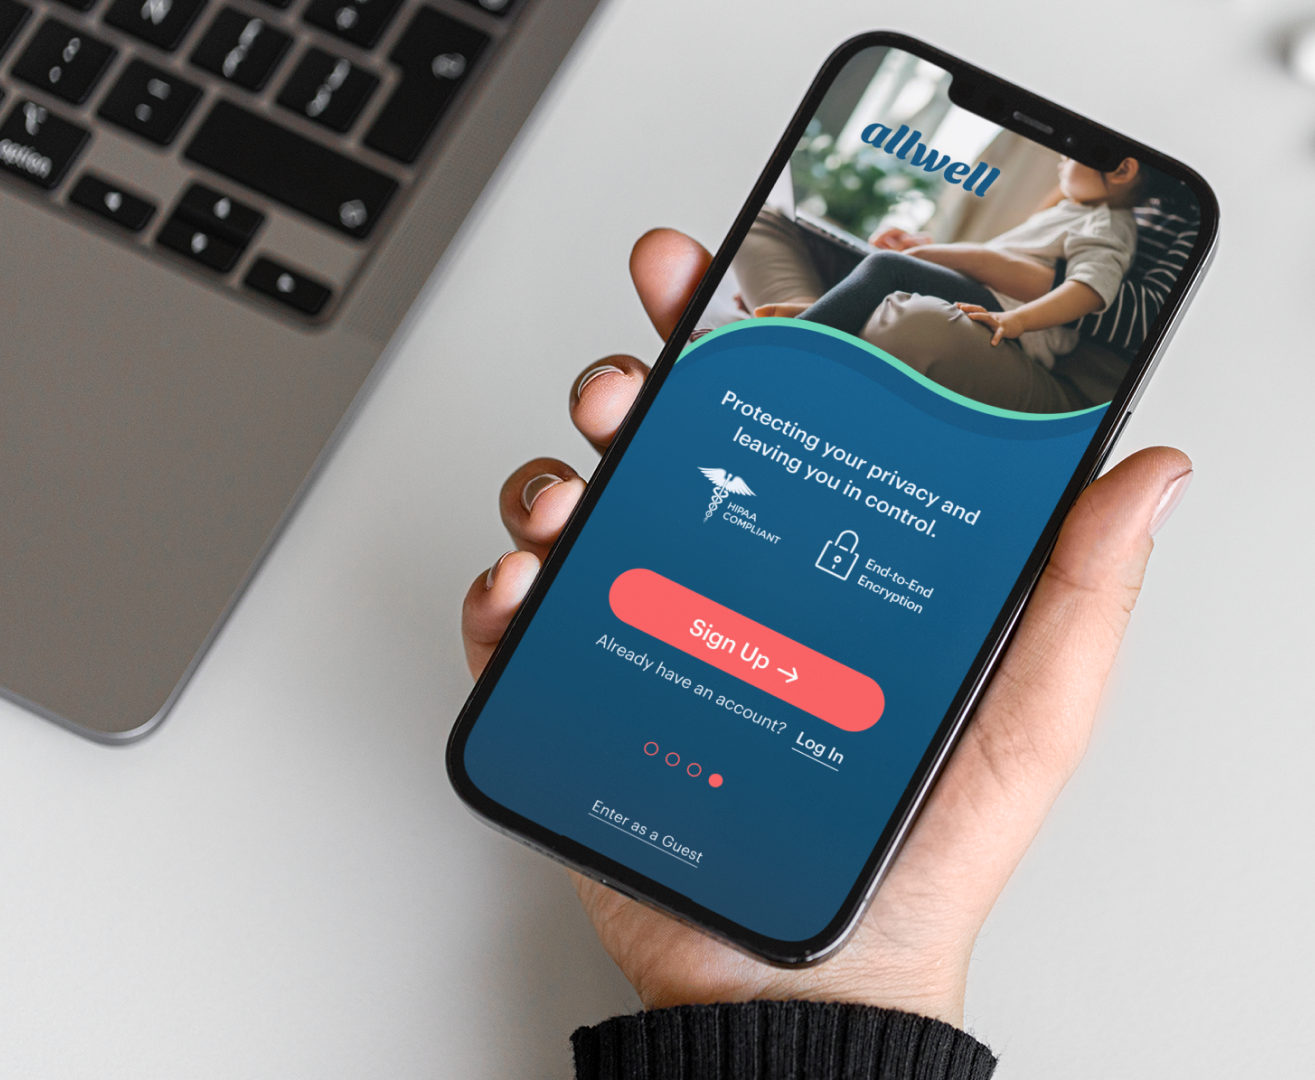 option
allwell
Protecting your privacy and
leaving you in control.
HIPAA
COMPLIANT
End-to-End
Encryption
Sign Up →
Already have an account? Log In
Enter as a Guest